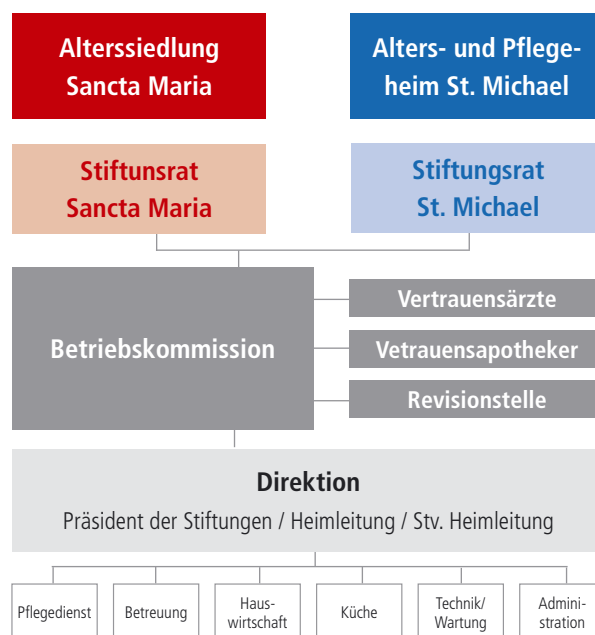 Alterssiedlung
Sancta Maria
Alters- und Pflege-
heim St. Michael
Stiftunsrat
Sancta Maria
Stiftungsrat
St. Michael
Betriebskommission
Vertrauensärzte
Vetrauensapotheker
Revisionstelle
Direktion
Präsident der Stiftungen / Heimleitung / Stv. Heimleitung
Pflegedienst
Betreuung
Haus-
wirtschaft
Küche
Technik/
Wartung
Admini-
stration